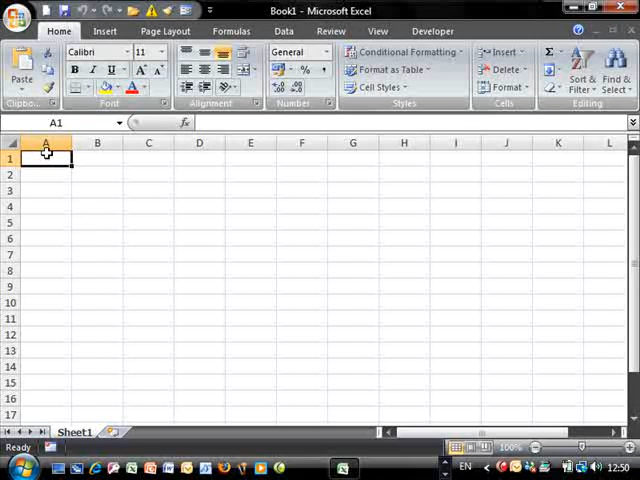 Book1 - Microsoft Excel
Home Insert Page Layout Formulas Data Review View Developer
Calibri 11 General Conditional Formatting Insert Σ
Paste B I U A A $ % , Format as Table Delete Sort & Find &
A Cell Styles Format Filter Select
Clipboard Font Alignment Number Styles Cells Editing
A1 fx
A B C D E F G H I J K L
1
2
3
4
5
6
7
8
9
10
11
12
13
14
15
16
17
Sheet1
Ready 100%
EN 12:50